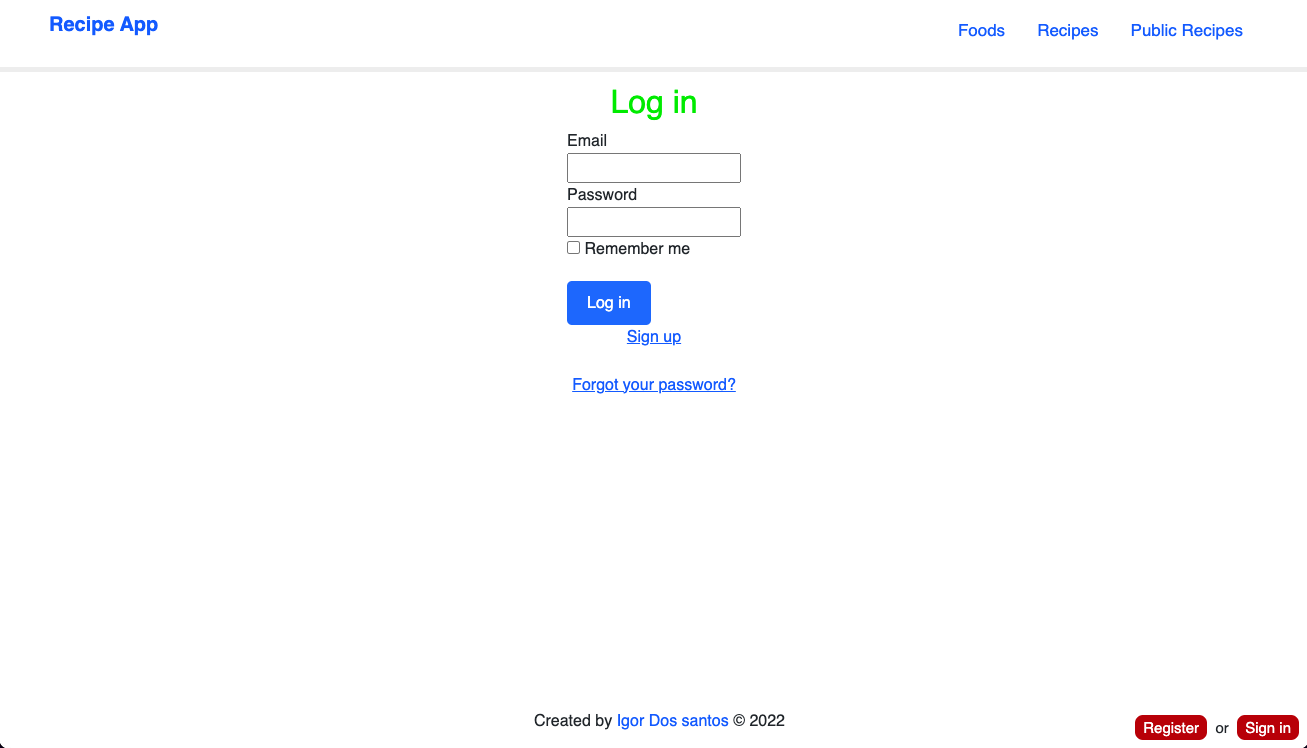 Recipe App
Foods Recipes Public Recipes
Log in
Email
Password
Remember me
Log in
Sign up
Forgot your password?
Created by Igor Dos santos © 2022
Register or Sign in